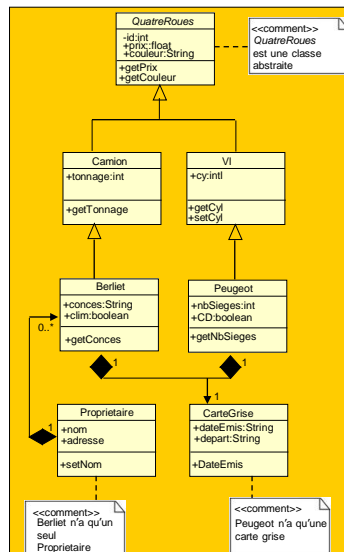 QuatreRoues
-id:int
+prix::float
+couleur:String
+getPrix
+getCouleur
<<comment>>
QuatreRoues
est une classe
abstraite
Camion
+tonnage:int
+getTonnage
Vl
+cy:intl
+getCyl
+setCyl
Berliet
+conces:String
+clim:boolean
+getConces
Peugeot
+nbSieges:int
+CD:boolean
+getNbSieges
0..*
1
1
1
1
Proprietaire
+nom
+adresse
+setNom
CarteGrise
+dateEmis:String
+depart:String
+DateEmis
<<comment>>
Berliet n'a qu'un
seul
Proprietaire
<<comment>>
Peugeot n'a qu'une
carte grise